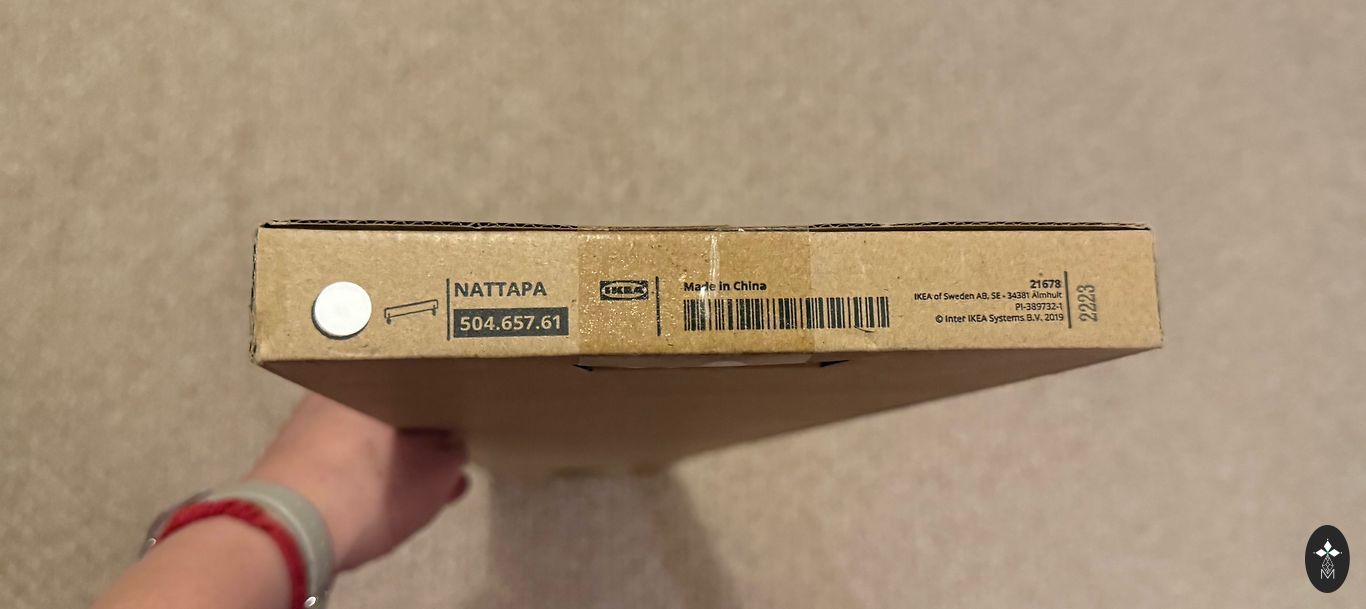 NATTAPA
504.657.61
IKEA
Made in China
21678
IKEA of Sweden AB, SE - 34381 Älmhult
PI-389732-1
© Inter IKEA Systems B.V. 2019
2223
M